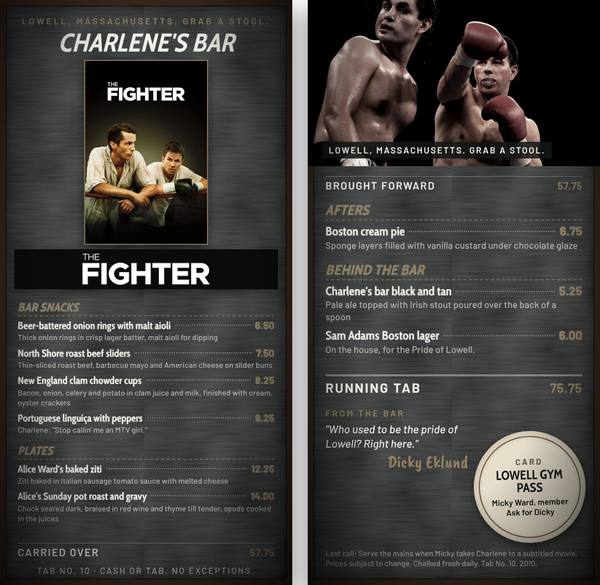 LOWELL, MASSACHUSETTS. GRAB A STOOL.
CHARLENE'S BAR
THE
FIGHTER
THE
FIGHTER
BAR SNACKS
Beer-battered onion rings with malt aioli 6.50
Thick onion rings in crisp lager batter, malt aioli for dipping
North Shore roast beef sliders 7.50
Thin-sliced roast beef, barbecue mayo and American cheese on slider buns
New England clam chowder cups 8.25
Bacon, onion, celery and potato in clam juice and milk, finished with cream,
oyster crackers
Portuguese linguiça with peppers 9.25
Charlene: "Stop callin' me an MTV girl."
PLATES
Alice Ward's baked ziti 12.25
Ziti baked in Italian sausage tomato sauce with melted cheese
Alice's Sunday pot roast and gravy 14.00
Chuck seared dark, braised in red wine and thyme till tender, spuds cooked
in the juices
CARRIED OVER 57.75
TAB NO. 10 · CASH OR TAB. NO EXCEPTIONS.
LOWELL, MASSACHUSETTS. GRAB A STOOL.
BROUGHT FORWARD 57.75
AFTERS
Boston cream pie 6.75
Sponge layers filled with vanilla custard under chocolate glaze
BEHIND THE BAR
Charlene's bar black and tan 5.25
Pale ale topped with Irish stout poured over the back of a
spoon
Sam Adams Boston lager 6.00
On the house, for the Pride of Lowell.
RUNNING TAB 75.75
FROM THE BAR
"Who used to be the pride of
Lowell? Right here."
Dicky Eklund
CARD
LOWELL GYM
PASS
Micky Ward, member
Ask for Dicky
Last call: Serve the mains when Micky takes Charlene to a subtitled movie.
Prices subject to change. Chalked fresh daily. Tab No. 10. 2010.